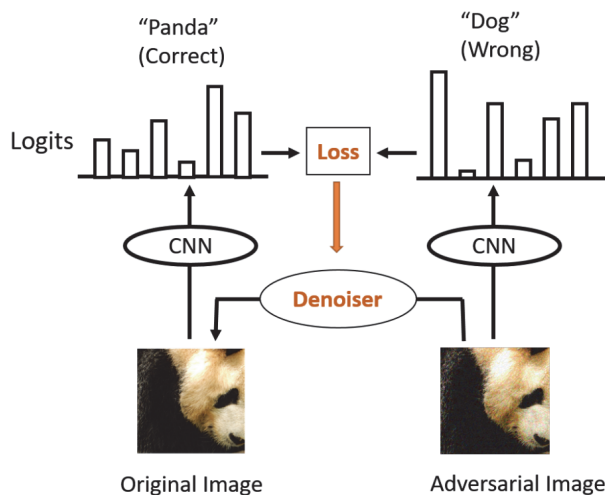 “Panda”
(Correct)
“Dog”
(Wrong)
Logits
Loss
CNN
CNN
Denoiser
Original Image
Adversarial Image